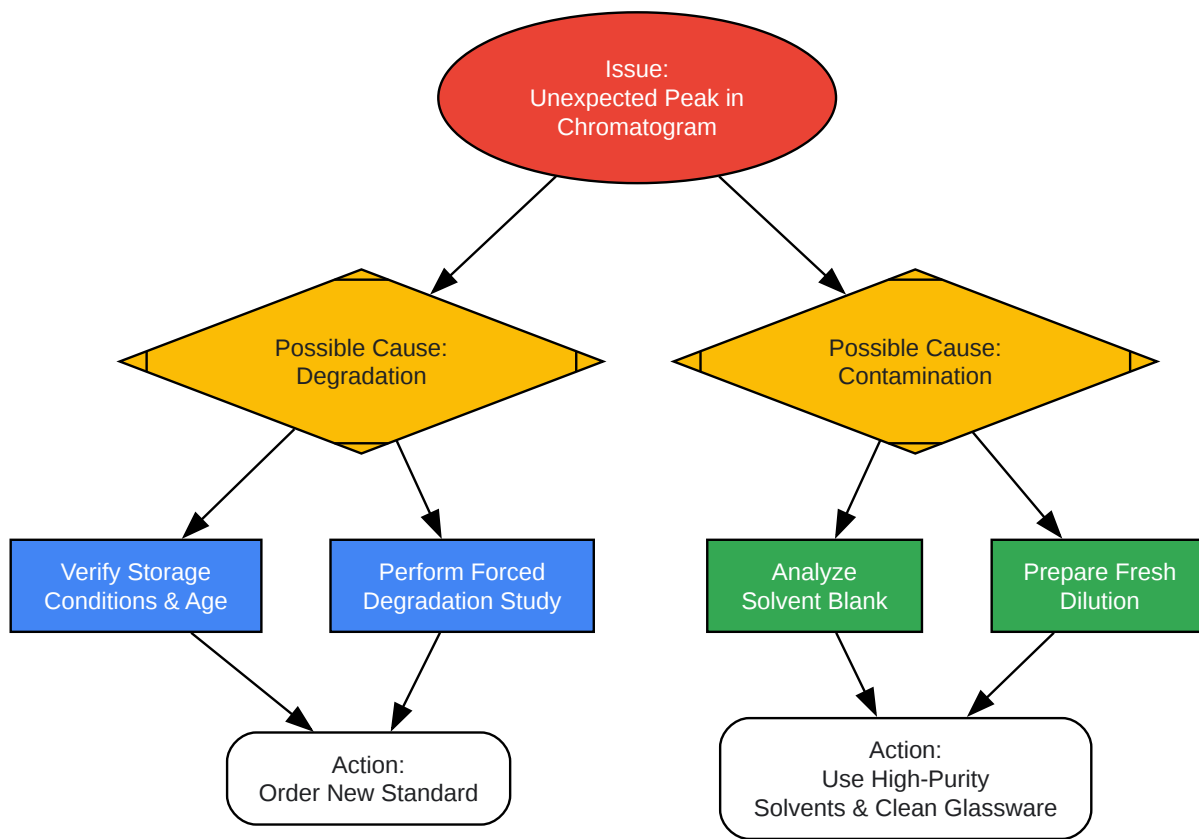 Issue:
Unexpected Peak in
Chromatogram
Possible Cause:
Degradation
Possible Cause:
Contamination
Verify Storage
Conditions & Age
Perform Forced
Degradation Study
Analyze
Solvent Blank
Prepare Fresh
Dilution
Action:
Order New Standard
Action:
Use High-Purity
Solvents & Clean Glassware